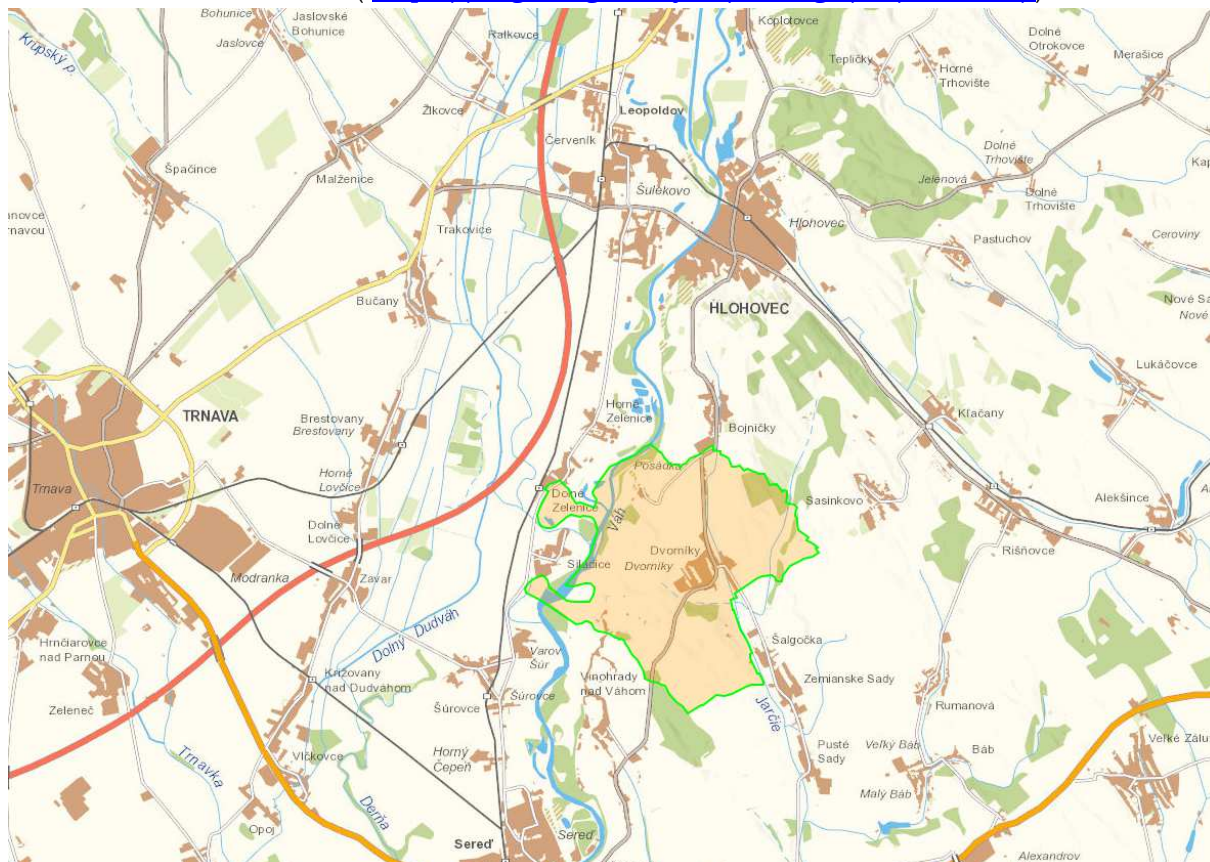 Krupský p.
Bohunice
Jaslovce
Jaslovské
Bohunice
Ratkovce
Koplotovce
Dolné
Otrokovce
Merašice
Tepličky
Horné
Trhovište
Žlkovce
Leopoldov
Červeník
Špačince
Malženice
Šulekovo
Dolné
Trhovište
Jelenová
Dolné
Trhovište
Hlohovec
Trakovice
Pastuchov
Ceroviny
Bučany
HLOHOVEC
Lukáčovce
TRNAVA
Brestovany
Brestovany
Horné
Zelenice
Bojničky
Kľačany
Horné
Lovčice
Trnava
Posádka
Dolné
Zelenice
Sasinkovo
Alekšince
Váh
Dolné
Lovčice
Rišňovce
Siladice
Dvorníky
Dvorníky
Modranka
Zavar
Dolný Dudváh
Hrnčiarovce
nad Parnou
Varov
Šúr
Šalgočka
Križovany
nad Dudváhom
Vinohrady
nad Váhom
Zemianske Sady
Zeleneč
Šúrovce
Šúrovce
Jarčie
Rumanová
Trnavka
Vlčkovce
Horný
Čepeň
Pusté
Sady
Veľký Báb
Báb
Malý Báb
Derňa
Opoj
Sereď
Sereď
Alexandrov